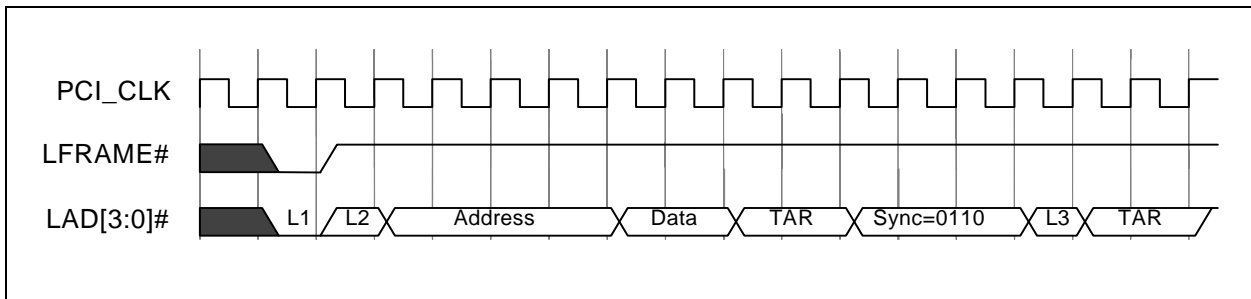 PCI_CLK
LFRAME#
LAD[3:0]# L1 L2 Address Data TAR Sync=0110 L3 TAR